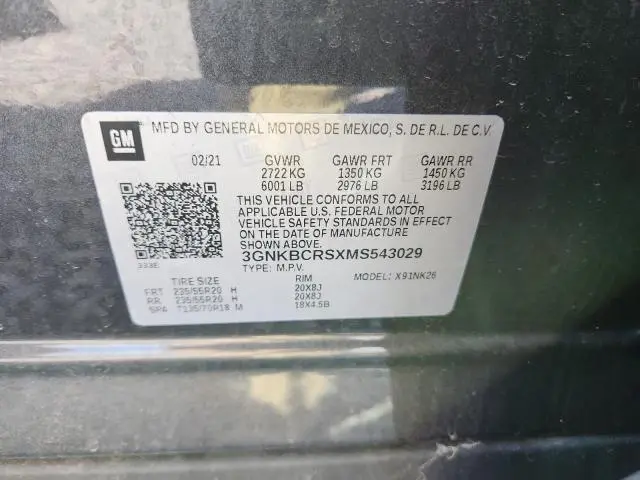 GM
MFD BY GENERAL MOTORS DE MEXICO, S. DE R.L. DE C.V.
02/21 GVWR GAWR FRT GAWR RR
2722 KG 1350 KG 1450 KG
6001 LB 2976 LB 3196 LB
THIS VEHICLE CONFORMS TO ALL
APPLICABLE U.S. FEDERAL MOTOR
VEHICLE SAFETY STANDARDS IN EFFECT
ON THE DATE OF MANUFACTURE
SHOWN ABOVE.
333E 3GNKBCRSXMS543029
TYPE: M.P.V. MODEL: X91NK26
TIRE SIZE RIM
FRT 235/55R20 H 20X8J
RR 235/55R20 H 20X8J
SPA T135/70R18 M 18X4.5B